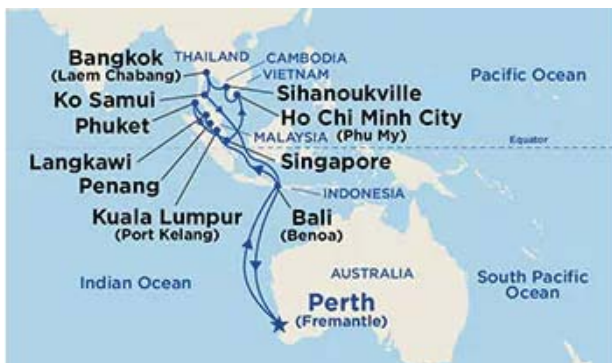 Bangkok
(Laem Chabang)
THAILAND
CAMBODIA
VIETNAM
Pacific Ocean
Ko Samui
Sihanoukville
Phuket
Ho Chi Minh City
(Phu My)
MALAYSIA
Equator
Langkawi
Singapore
Penang
INDONESIA
Kuala Lumpur
(Port Kelang)
Bali
(Benoa)
Indian Ocean
AUSTRALIA
South Pacific
Ocean
Perth
(Fremantle)